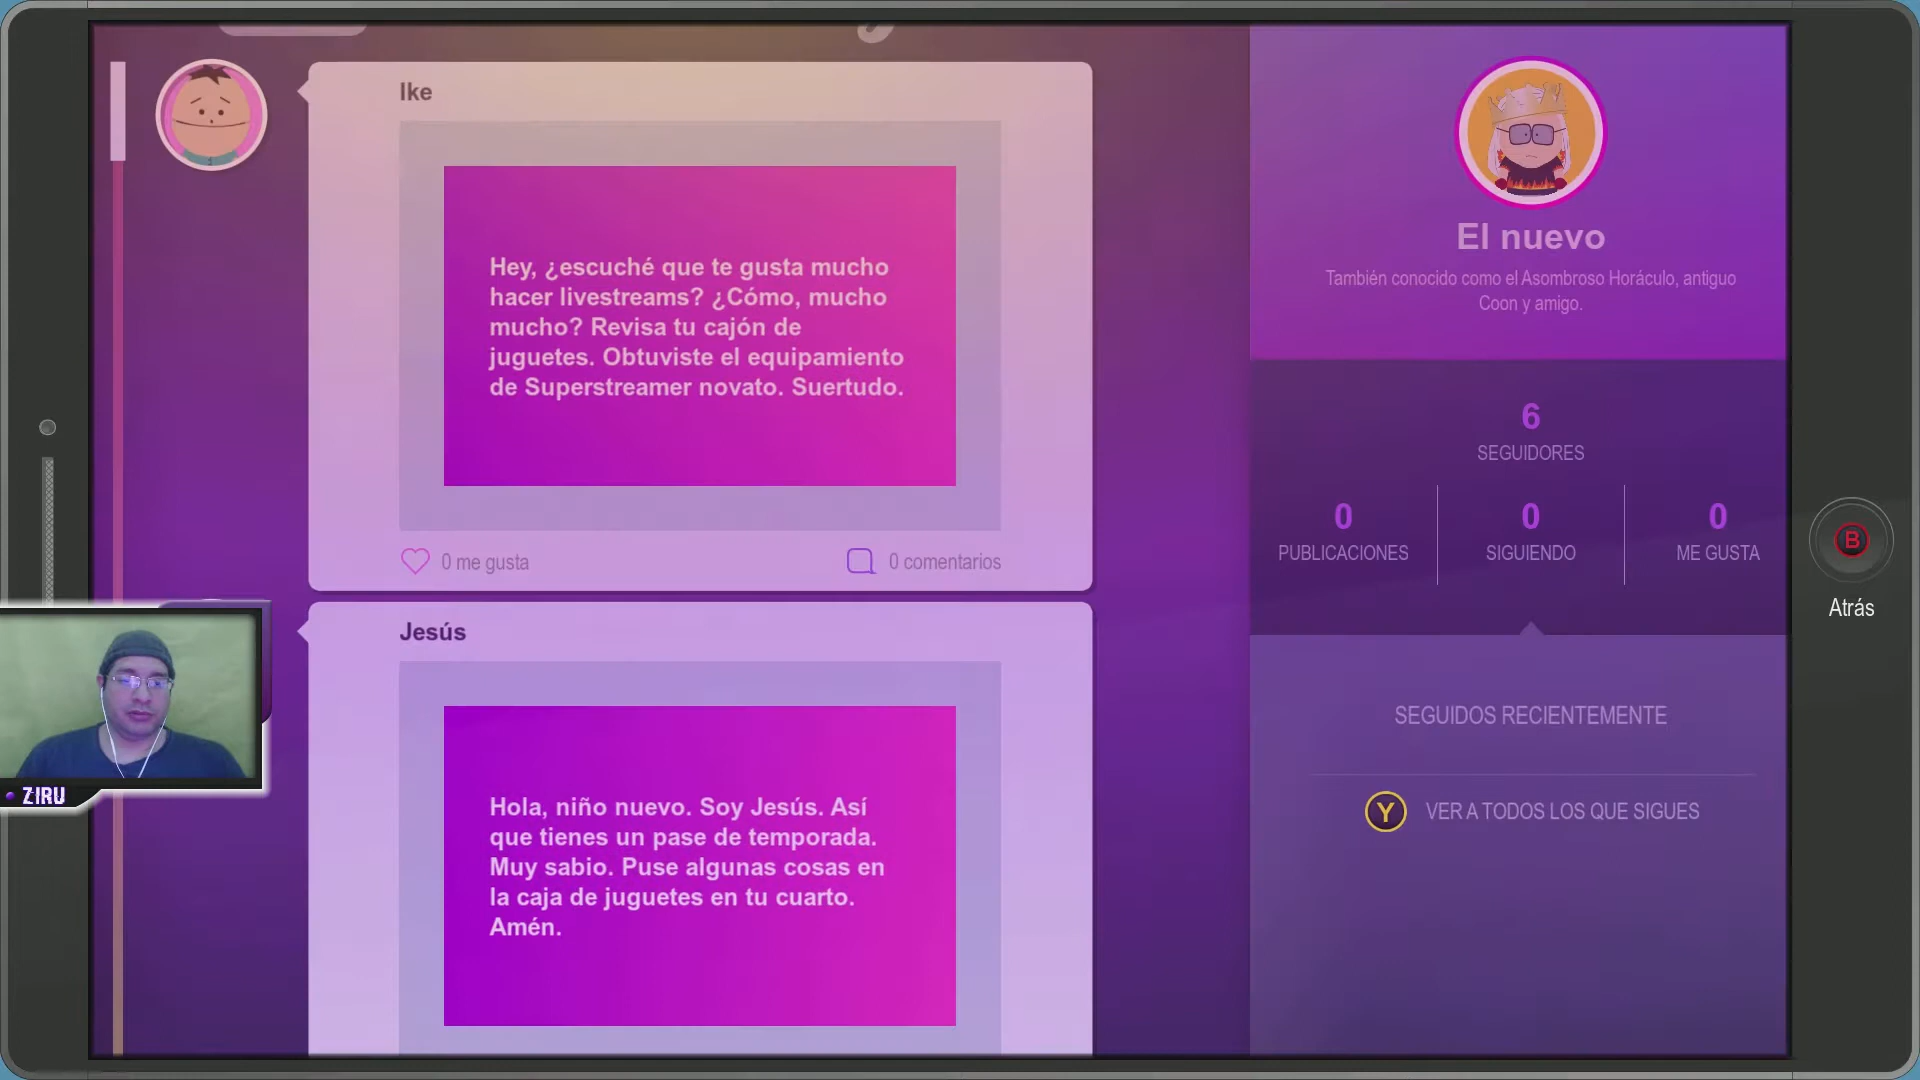 Ike
Hey, ¿escuché que te gusta mucho
hacer livestreams? ¿Cómo, mucho
mucho? Revisa tu cajón de
juguetes. Obtuviste el equipamiento
de Superstreamer novato. Suertudo.
0 me gusta
0 comentarios
Jesús
Hola, niño nuevo. Soy Jesús. Así
que tienes un pase de temporada.
Muy sabio. Puse algunas cosas en
la caja de juguetes en tu cuarto.
Amén.
El nuevo
También conocido como el Asombroso Horáculo, antiguo
Coon y amigo.
6
SEGUIDORES
0
PUBLICACIONES
0
SIGUIENDO
0
ME GUSTA
SEGUIDOS RECIENTEMENTE
Y VER A TODOS LOS QUE SIGUES
B
Atrás
ZIRU